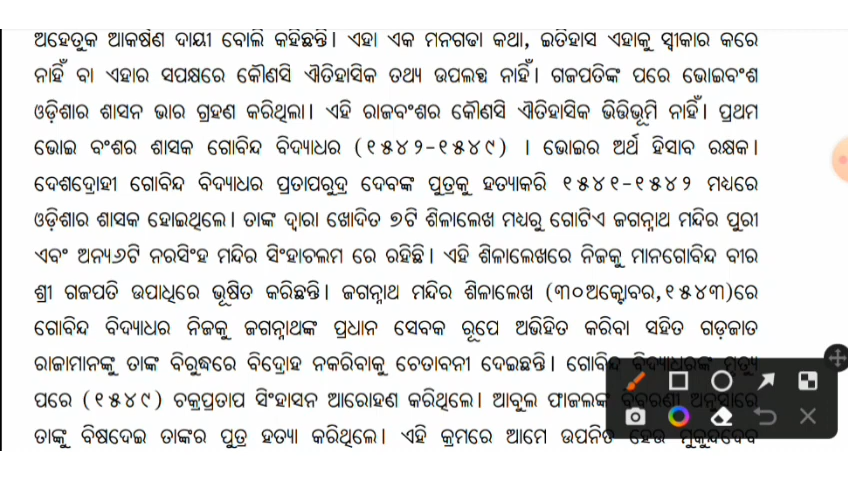 ଅହେତୁକ ଆକର୍ଷଣ ଦାୟୀ ବୋଲି କହିଛନ୍ତି। ଏହା ଏକ ମନଗଢା କଥା, ଇତିହାସ ଏହାକୁ ସ୍ୱୀକାର କରେ
ନାହିଁ ବା ଏହାର ସପକ୍ଷରେ କୌଣସି ଐତିହାସିକ ତଥ୍ୟ ଉପଲବ୍ଧ ନାହିଁ। ଗଜପତିଙ୍କ ପରେ ଭୋଇବଂଶ
ଓଡ଼ିଶାର ଶାସନ ଭାର ଗ୍ରହଣ କରିଥିଲା। ଏହି ରାଜବଂଶର କୌଣସି ଐତିହାସିକ ଭିତ୍ତିଭୂମି ନାହିଁ। ପ୍ରଥମ
ଭୋଇ ବଂଶର ଶାସକ ଗୋବିନ୍ଦ ବିଦ୍ୟାଧର (୧୫୪୨-୧୫୪୯) । ଭୋଇର ଅର୍ଥ ହିସାବ ରକ୍ଷକ।
ଦେଶଦ୍ରୋହୀ ଗୋବିନ୍ଦ ବିଦ୍ୟାଧର ପ୍ରତାପରୁଦ୍ର ଦେବଙ୍କ ପୁତ୍ରକୁ ହତ୍ୟାକରି ୧୫୪୧-୧୫୪୨ ମଧ୍ୟରେ
ଓଡ଼ିଶାର ଶାସକ ହୋଇଥିଲେ। ତାଙ୍କ ଦ୍ୱାରା ଖୋଦିତ ୭ଟି ଶିଳାଲେଖ ମଧ୍ୟରୁ ଗୋଟିଏ ଜଗନ୍ନାଥ ମନ୍ଦିର ପୁରୀ
ଏବଂ ଅନ୍ୟ୬ଟି ନରସିଂହ ମନ୍ଦିର ସିଂହାଚଲମ ରେ ରହିଛି। ଏହି ଶିଳାଲେଖରେ ନିଜକୁ ମାନଗୋବିନ୍ଦ ବୀର
ଶ୍ରୀ ଗଜପତି ଉପାଧିରେ ଭୂଷିତ କରିଛନ୍ତି। ଜଗନ୍ନାଥ ମନ୍ଦିର ଶିଳାଲେଖ (୩୦ଅକ୍ଟୋବର,୧୫୪୩)ରେ
ଗୋବିନ୍ଦ ବିଦ୍ୟାଧର ନିଜକୁ ଜଗନ୍ନାଥଙ୍କ ପ୍ରଧାନ ସେବକ ରୂପେ ଅଭିହିତ କରିବା ସହିତ ଗଡ଼ଜାତ
ରାଜାମାନଙ୍କୁ ତାଙ୍କ ବିରୁଦ୍ଧରେ ବିଦ୍ରୋହ ନକରିବାକୁ ଚେତାବନୀ ଦେଇଛନ୍ତି। ଗୋବିନ୍ଦ ବିଦ୍ୟାଧରଙ୍କ ମୃତ୍ୟୁ
ପରେ (୧୫୪୯) ଚକ୍ରପ୍ରତାପ ସିଂହାସନ ଆରୋହଣ କରିଥିଲେ। ଆବୁଲ ଫାଜଲଙ୍କ ବିବରଣୀ ଅନୁସାରେ
ତାଙ୍କୁ ବିଷଦେଇ ତାଙ୍କର ପୁତ୍ର ହତ୍ୟା କରିଥିଲେ। ଏହି କ୍ରମରେ ଆମେ ଉପନିତ ହେଉ ମୁକୁନ୍ଦଦେବ